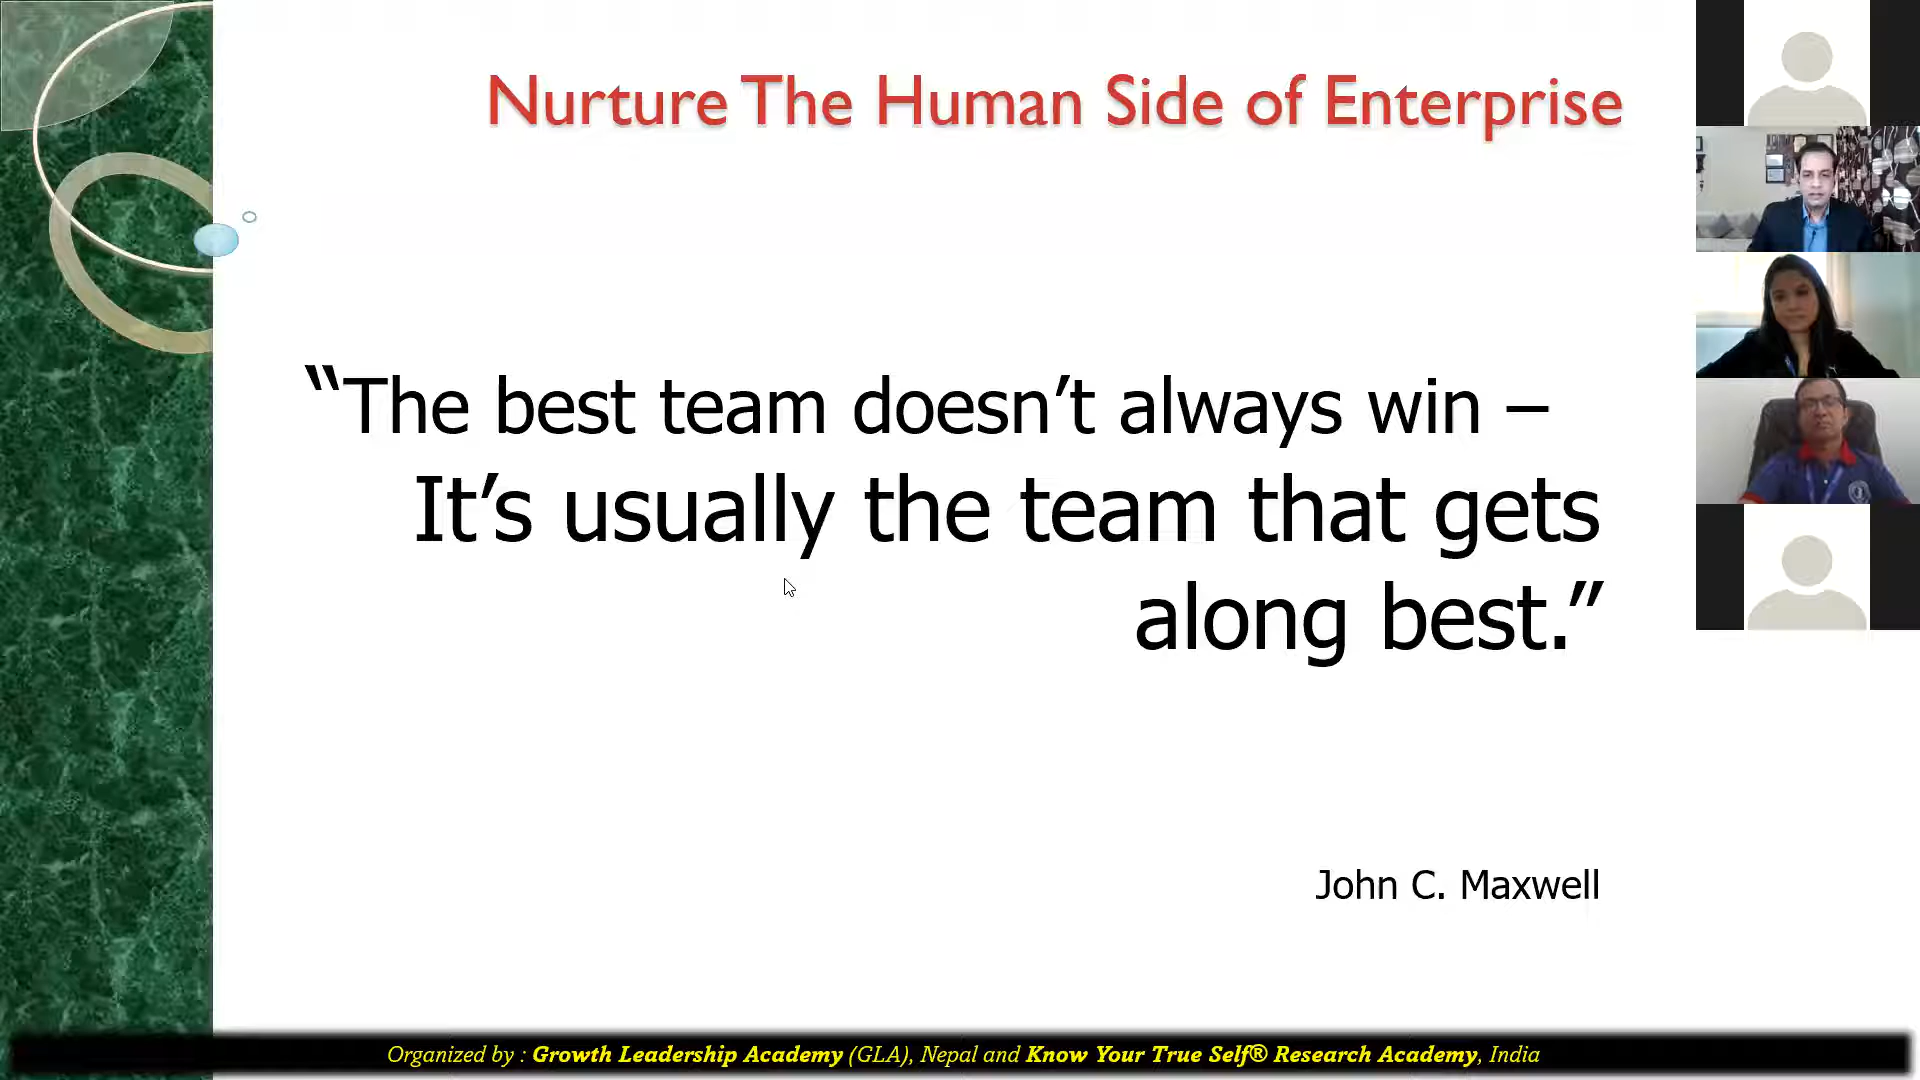 Nurture The Human Side of Enterprise
“The best team doesn’t always win –
It’s usually the team that gets
along best.”
John C. Maxwell
Organized by : Growth Leadership Academy (GLA), Nepal and Know Your True Self® Research Academy, India